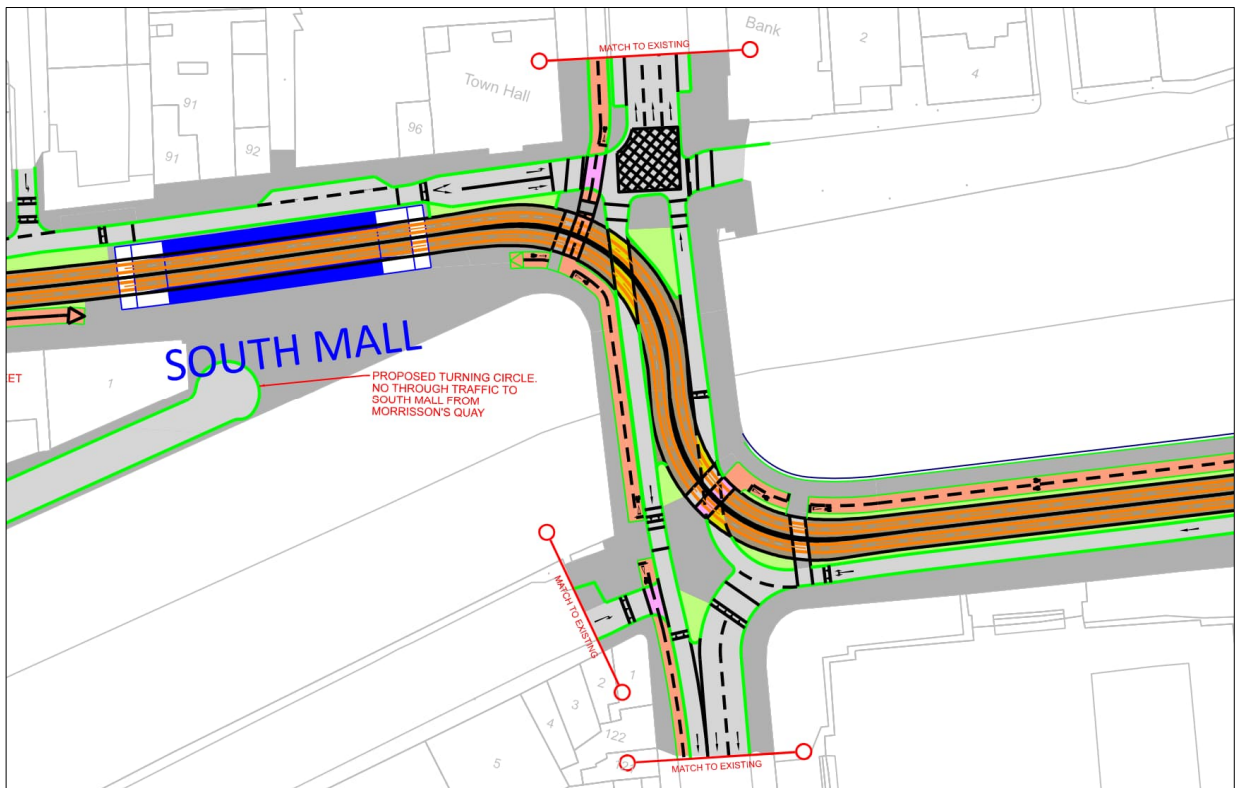 MATCH TO EXISTING
Bank
2
4
Town Hall
91
96
91
92
SOUTH MALL
EET
1
PROPOSED TURNING CIRCLE.
NO THROUGH TRAFFIC TO
SOUTH MALL FROM
MORRISSON'S QUAY
MATCH TO EXISTING
1
2
3
4
122
5
MATCH TO EXISTING